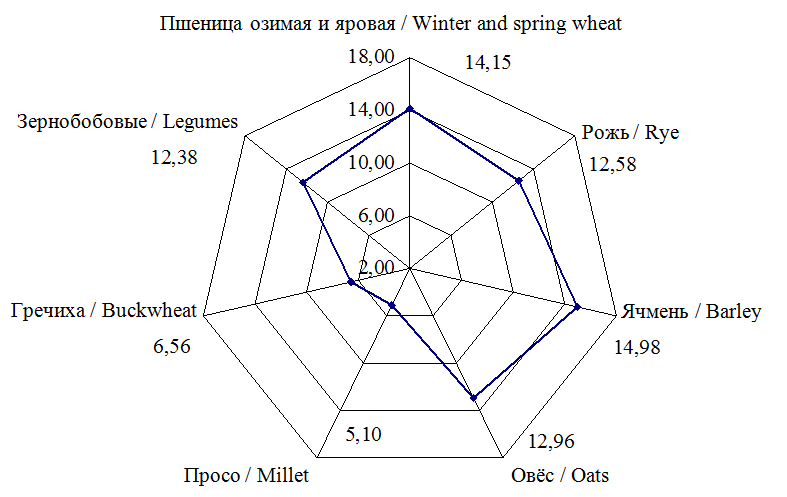 Пшеница озимая и яровая / Winter and spring wheat
18,00
14,15
14,00
Зернобобовые / Legumes
12,38
Рожь / Rye
12,58
10,00
6,00
2,00
Гречиха / Buckwheat
6,56
Ячмень / Barley
14,98
5,10
12,96
Просо / Millet
Овёс / Oats